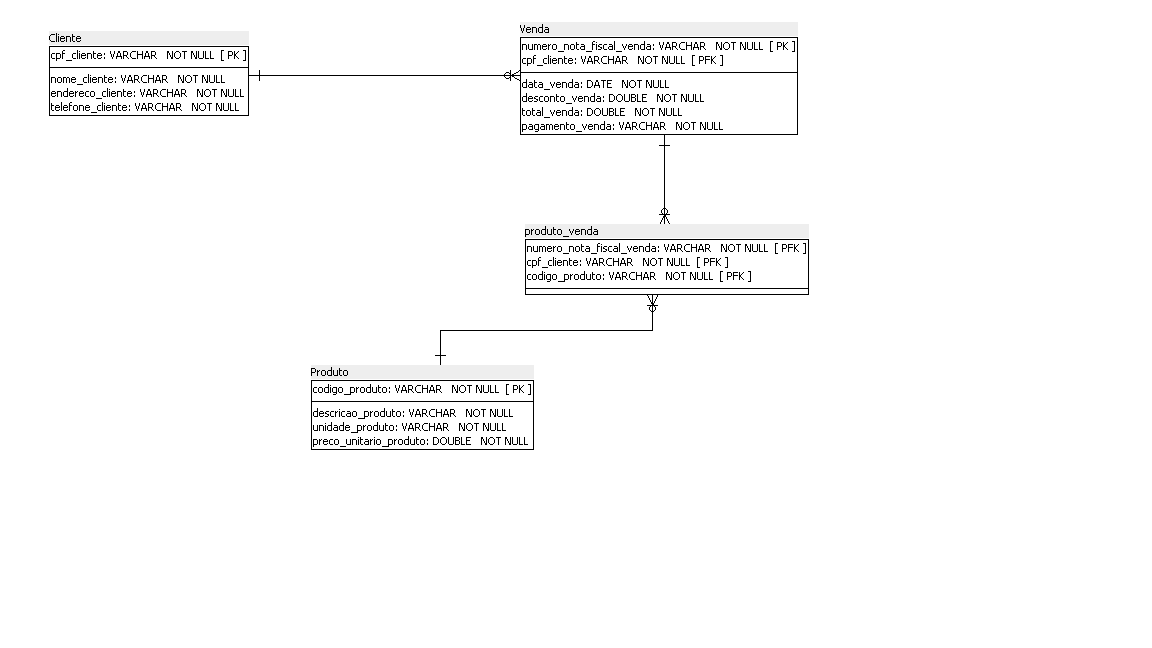 Cliente
cpf_cliente: VARCHAR NOT NULL [ PK ]
nome_cliente: VARCHAR NOT NULL
endereco_cliente: VARCHAR NOT NULL
telefone_cliente: VARCHAR NOT NULL
Venda
numero_nota_fiscal_venda: VARCHAR NOT NULL [ PK ]
cpf_cliente: VARCHAR NOT NULL [ PFK ]
data_venda: DATE NOT NULL
desconto_venda: DOUBLE NOT NULL
total_venda: DOUBLE NOT NULL
pagamento_venda: VARCHAR NOT NULL
produto_venda
numero_nota_fiscal_venda: VARCHAR NOT NULL [ PFK ]
cpf_cliente: VARCHAR NOT NULL [ PFK ]
codigo_produto: VARCHAR NOT NULL [ PFK ]
Produto
codigo_produto: VARCHAR NOT NULL [ PK ]
descricao_produto: VARCHAR NOT NULL
unidade_produto: VARCHAR NOT NULL
preco_unitario_produto: DOUBLE NOT NULL